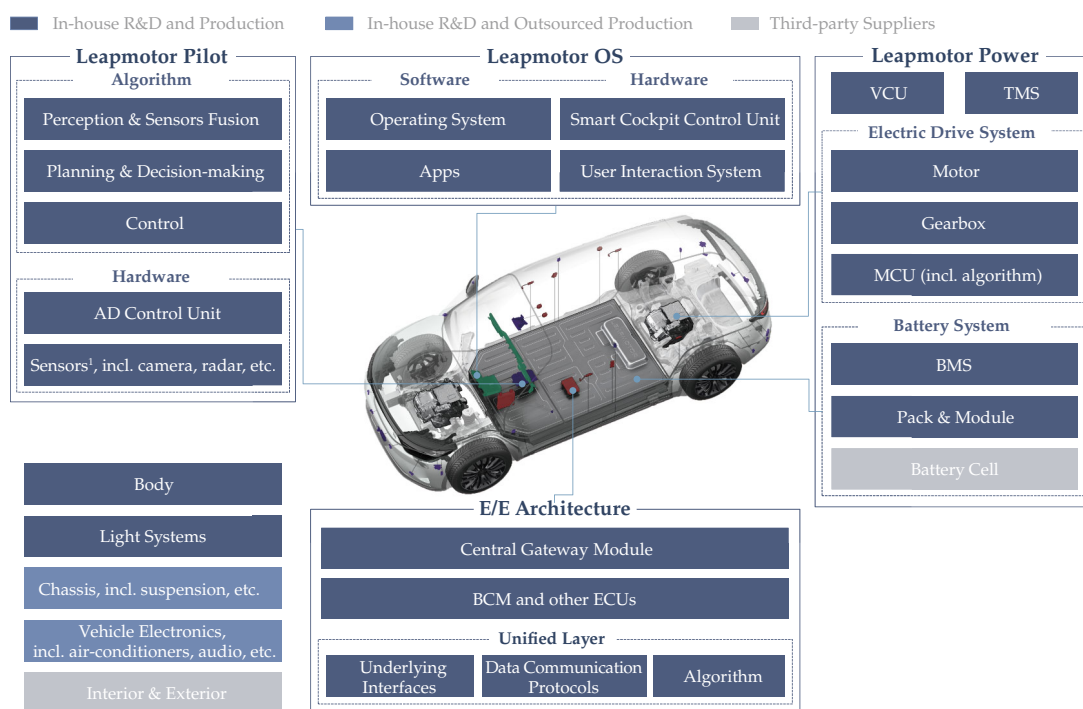 In-house R&D and Production
In-house R&D and Outsourced Production
Third-party Suppliers
Leapmotor Pilot
Algorithm
Perception & Sensors Fusion
Planning & Decision-making
Control
Hardware
AD Control Unit
Sensors¹, incl. camera, radar, etc.
Leapmotor OS
Software
Hardware
Operating System
Smart Cockpit Control Unit
Apps
User Interaction System
Leapmotor Power
VCU
TMS
Electric Drive System
Motor
Gearbox
MCU (incl. algorithm)
Battery System
BMS
Pack & Module
Battery Cell
Body
Light Systems
Chassis, incl. suspension, etc.
Vehicle Electronics,
incl. air-conditioners, audio, etc.
Interior & Exterior
E/E Architecture
Central Gateway Module
BCM and other ECUs
Unified Layer
Underlying
Interfaces
Data Communication
Protocols
Algorithm